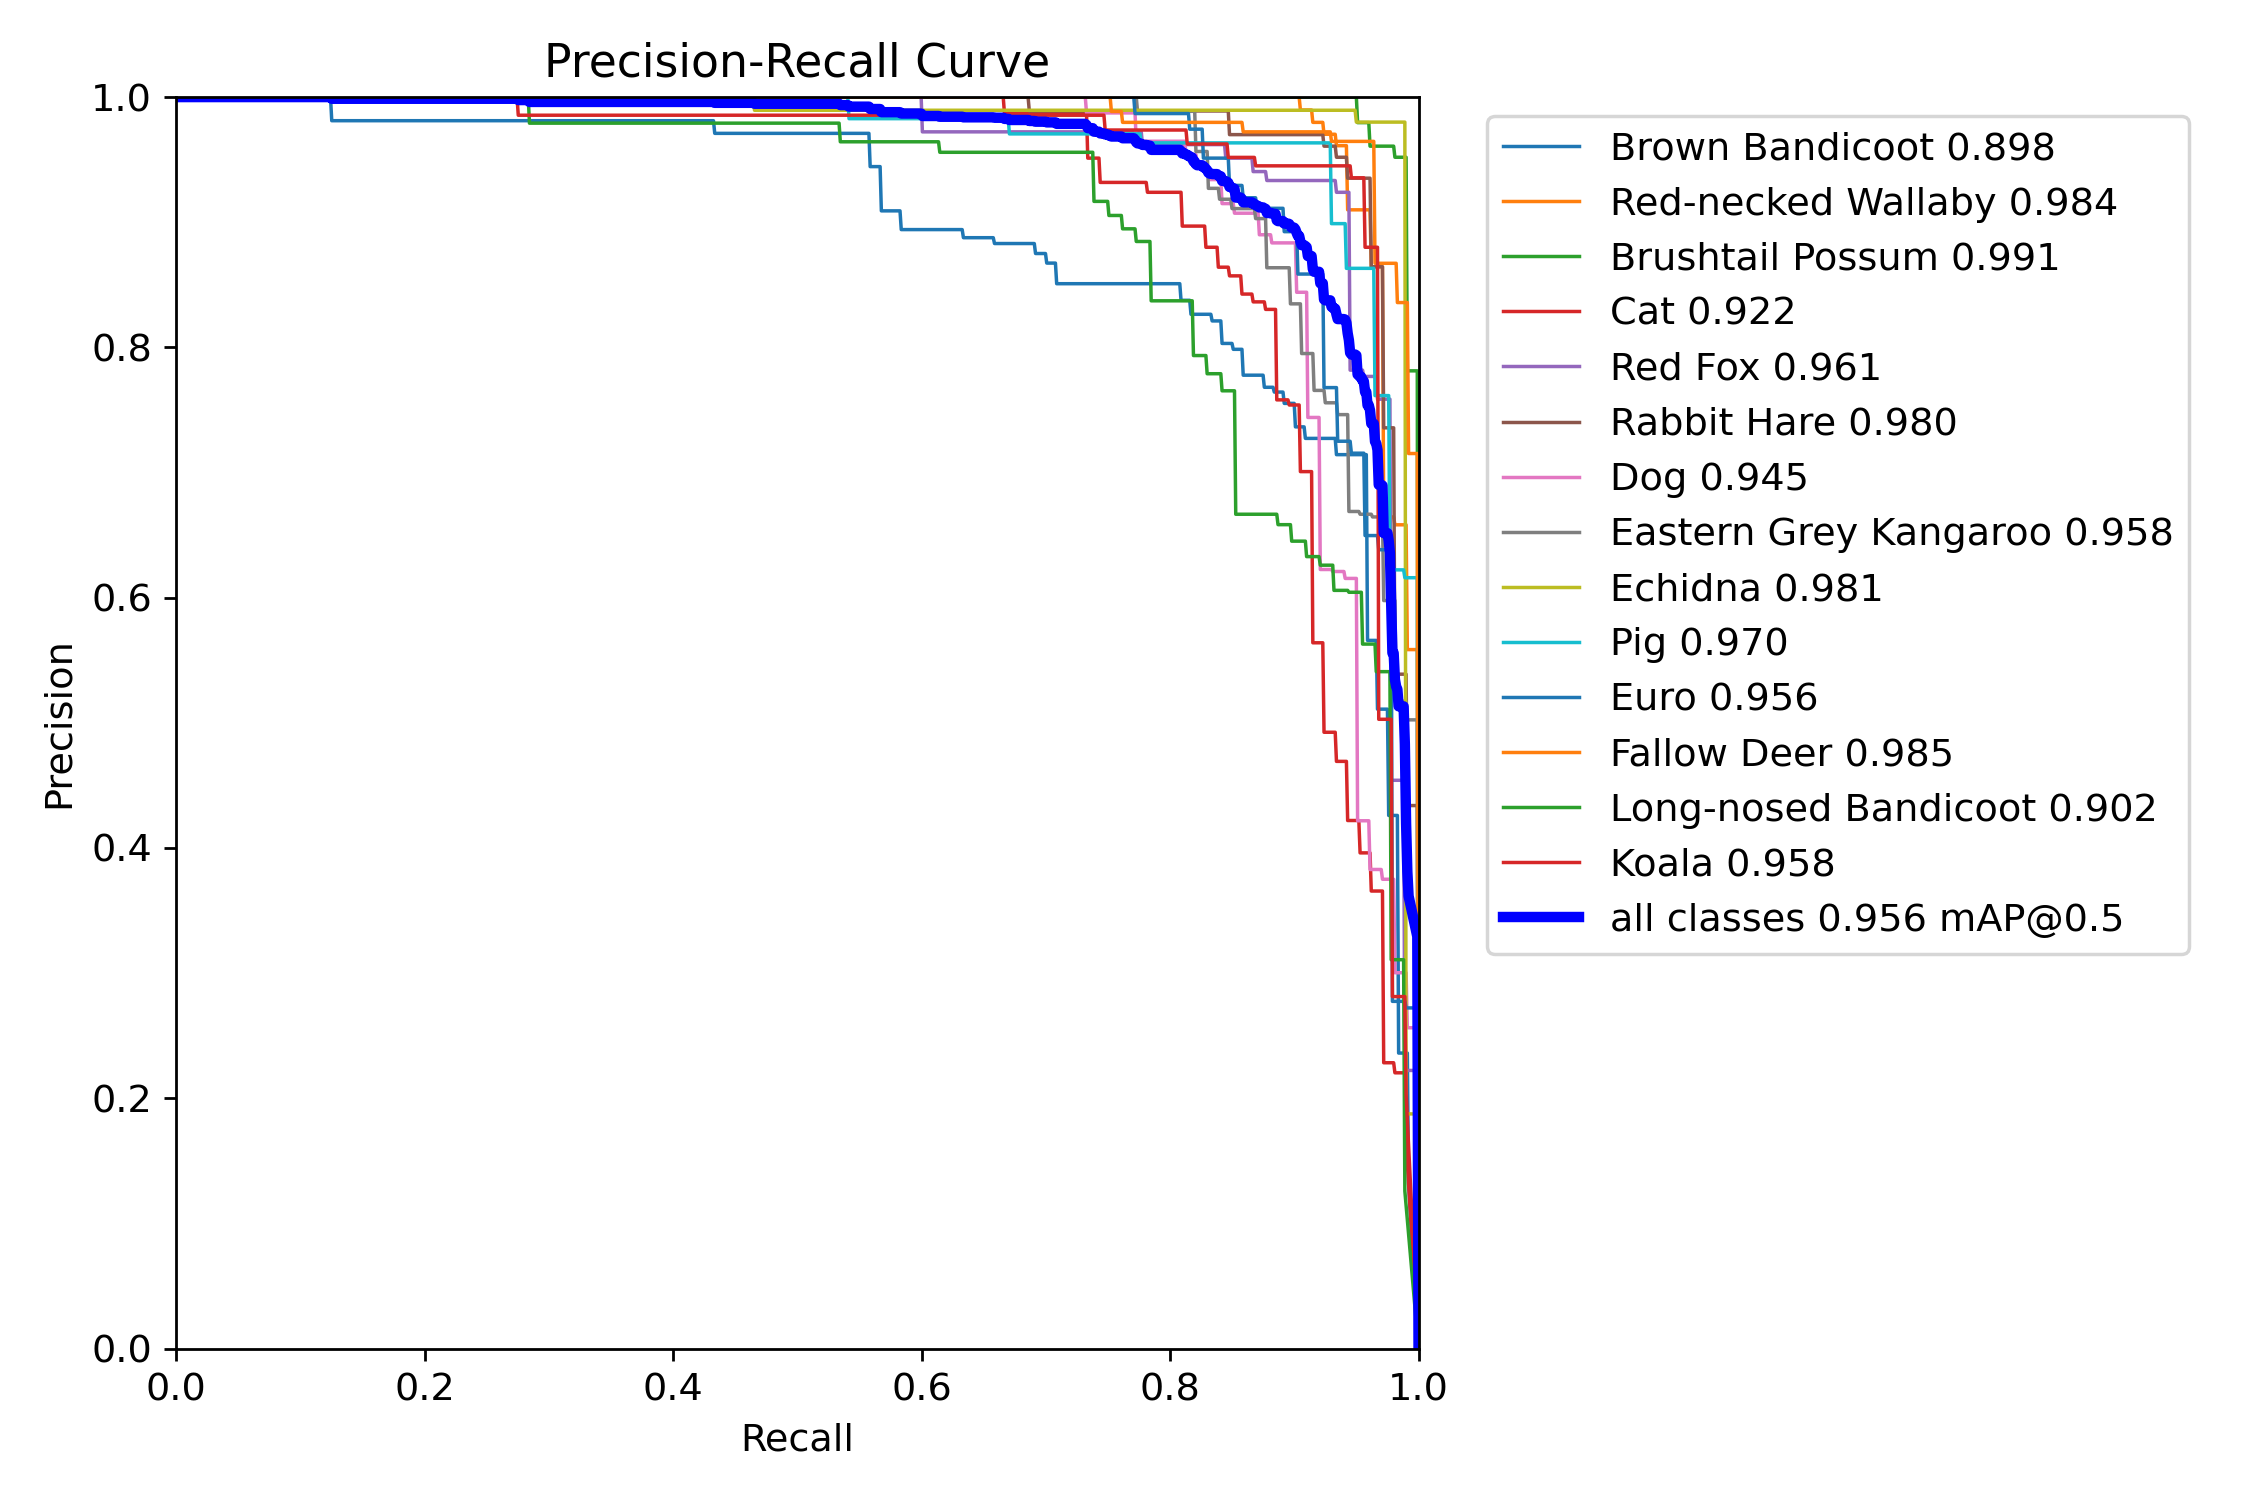 Precision-Recall Curve
1.0
0.8
0.6
0.4
0.2
0.0
Precision
0.0 0.2 0.4 0.6 0.8 1.0
Recall
Brown Bandicoot 0.898
Red-necked Wallaby 0.984
Brushtail Possum 0.991
Cat 0.922
Red Fox 0.961
Rabbit Hare 0.980
Dog 0.945
Eastern Grey Kangaroo 0.958
Echidna 0.981
Pig 0.970
Euro 0.956
Fallow Deer 0.985
Long-nosed Bandicoot 0.902
Koala 0.958
all classes 0.956 mAP@0.5